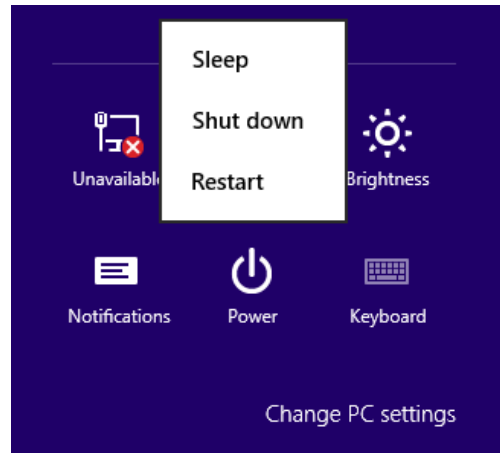 Sleep
Shut down
Restart
Unavailabl
Brightness
Notifications
Power
Keyboard
Change PC settings